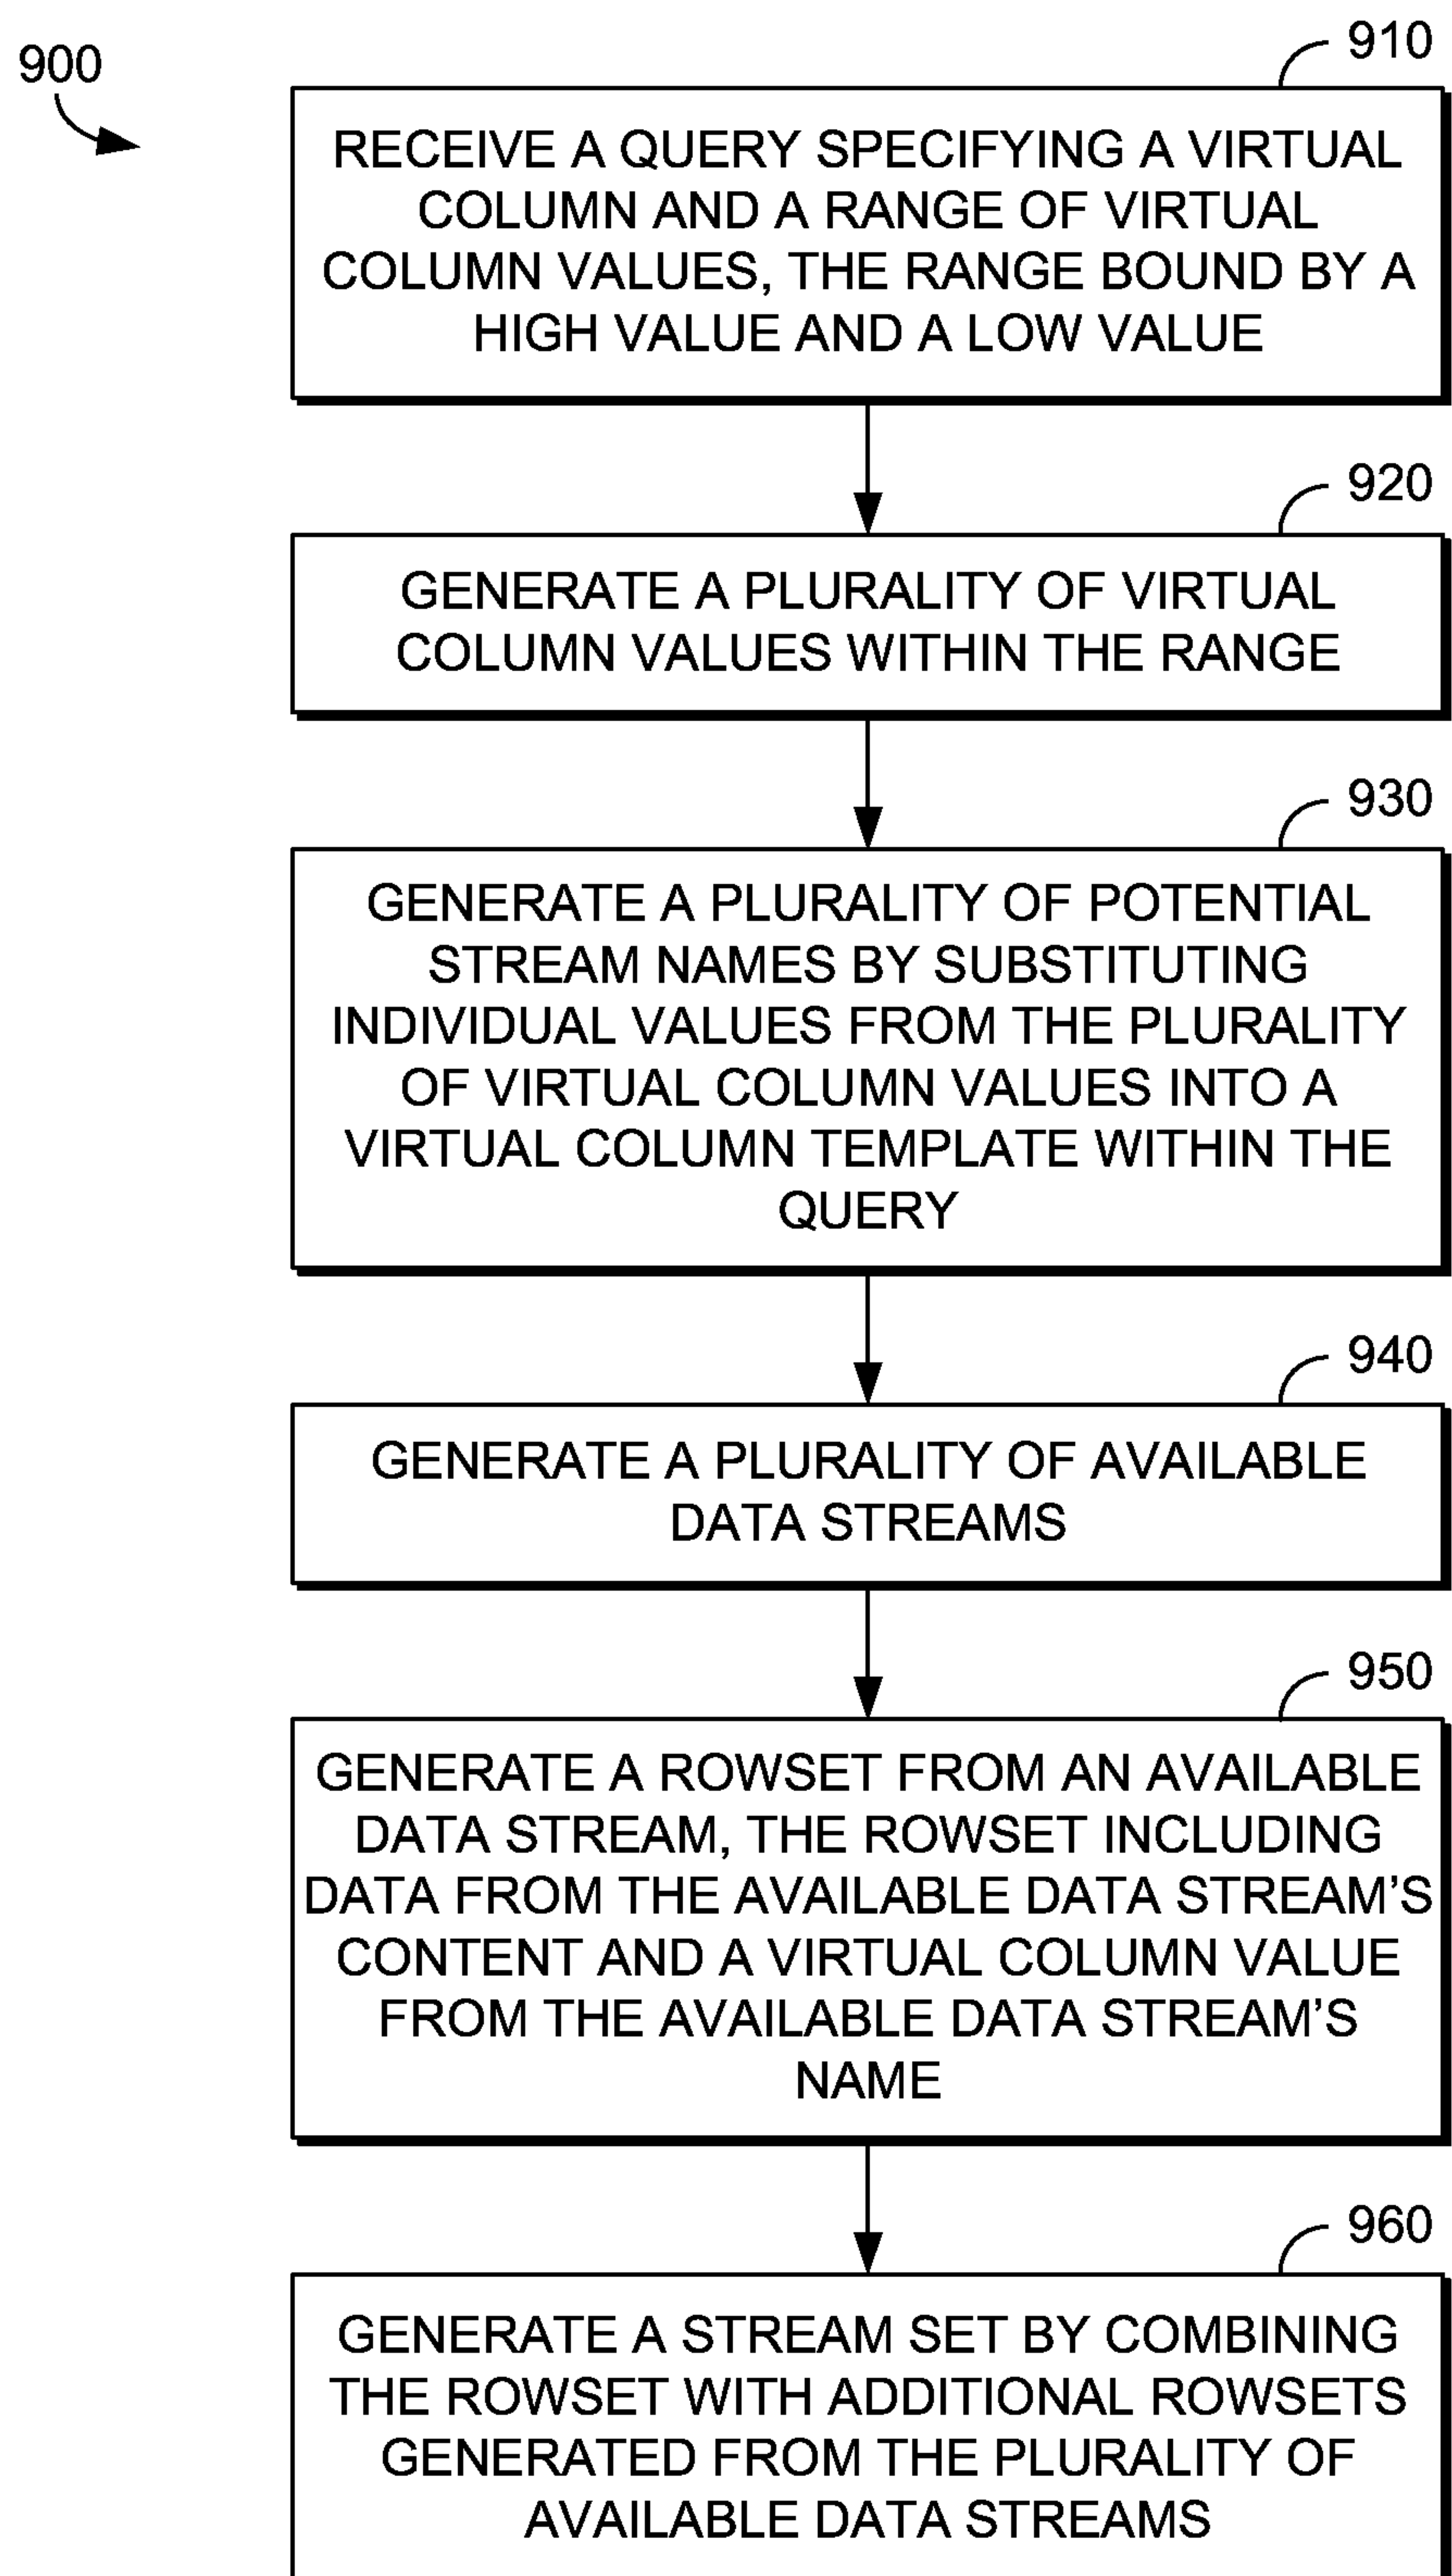 900
910
RECEIVE A QUERY SPECIFYING A VIRTUAL
COLUMN AND A RANGE OF VIRTUAL
COLUMN VALUES, THE RANGE BOUND BY A
HIGH VALUE AND A LOW VALUE
920
GENERATE A PLURALITY OF VIRTUAL
COLUMN VALUES WITHIN THE RANGE
930
GENERATE A PLURALITY OF POTENTIAL
STREAM NAMES BY SUBSTITUTING
INDIVIDUAL VALUES FROM THE PLURALITY
OF VIRTUAL COLUMN VALUES INTO A
VIRTUAL COLUMN TEMPLATE WITHIN THE
QUERY
940
GENERATE A PLURALITY OF AVAILABLE
DATA STREAMS
950
GENERATE A ROWSET FROM AN AVAILABLE
DATA STREAM, THE ROWSET INCLUDING
DATA FROM THE AVAILABLE DATA STREAM’S
CONTENT AND A VIRTUAL COLUMN VALUE
FROM THE AVAILABLE DATA STREAM’S
NAME
960
GENERATE A STREAM SET BY COMBINING
THE ROWSET WITH ADDITIONAL ROWSETS
GENERATED FROM THE PLURALITY OF
AVAILABLE DATA STREAMS